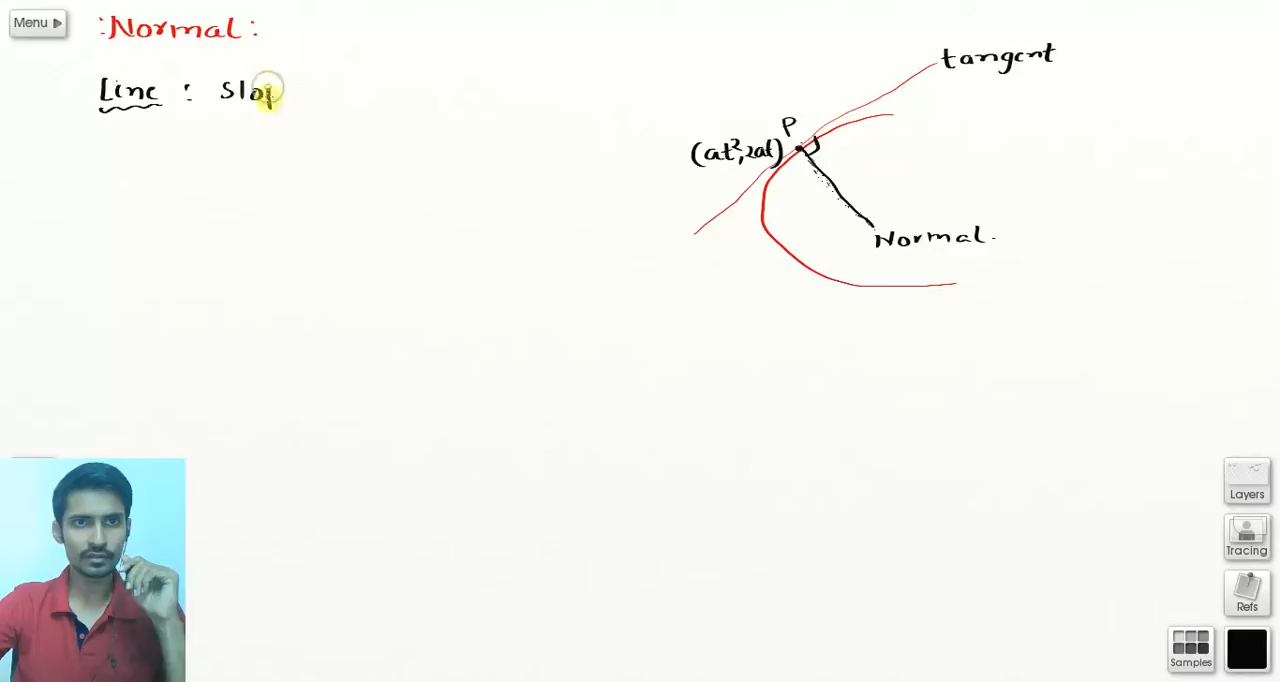 Menu
:Normal:
Line : Slop
tangent
P
(at², 2at)
Normal.
Layers
Tracing
Refs
Samples